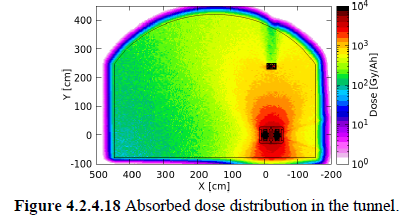 400
300
200
100
0
-100
Y [cm]
500 400 300 200 100 0 -100 -200
X [cm]
10^4
10^3
10^2
10^1
10^0
Dose [Gy/Ah]
Figure 4.2.4.18 Absorbed dose distribution in the tunnel.